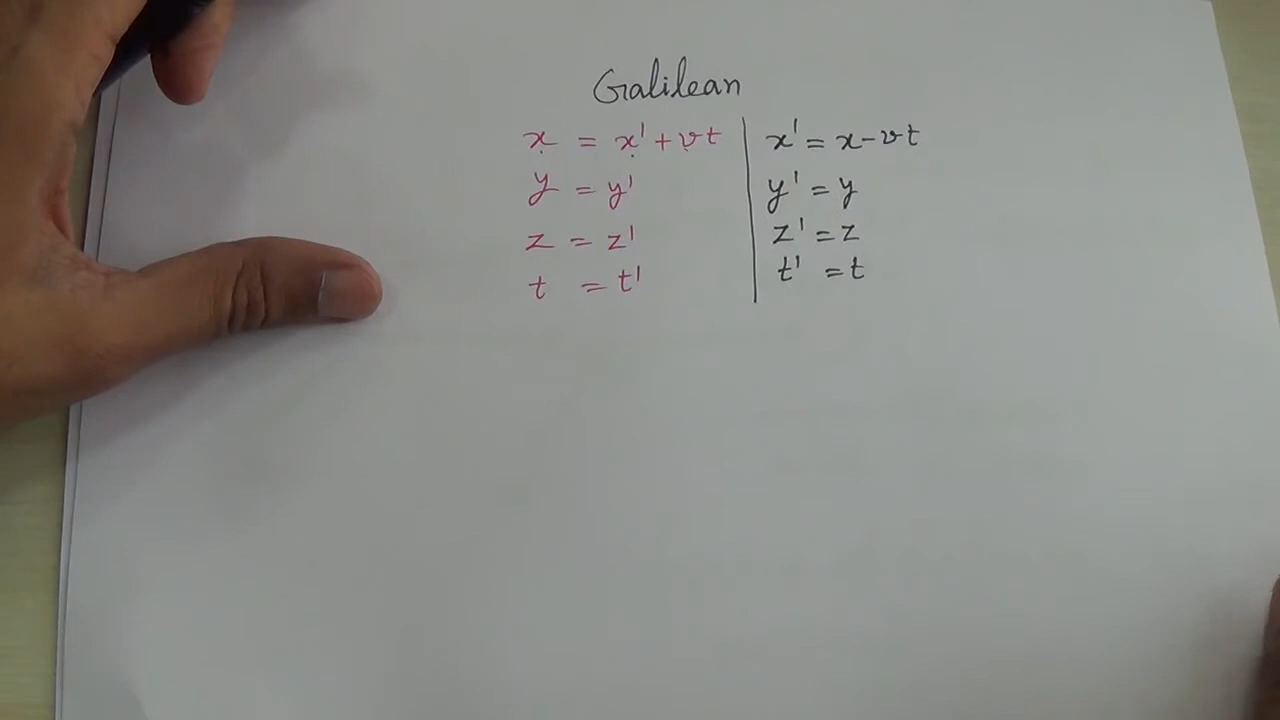 Galilean
x = x' + vt | x' = x - vt
y = y' | y' = y
z = z' | z' = z
t = t' | t' = t